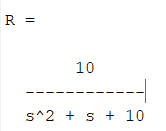 R =
10
------------
s^2 + s + 10